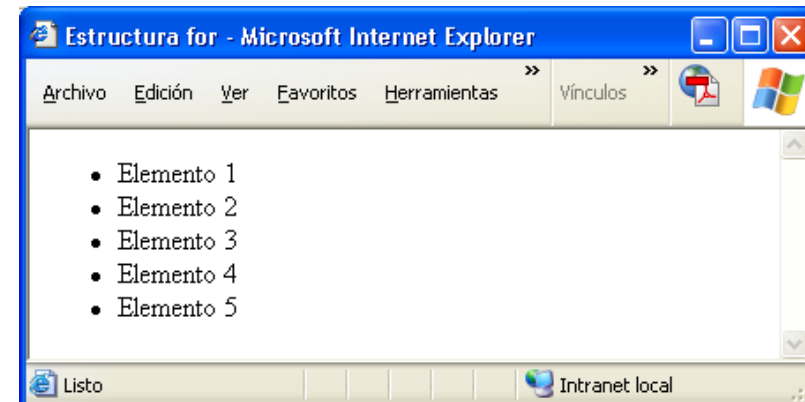 Estructura for - Microsoft Internet Explorer
Archivo Edición Ver Favoritos Herramientas » Vínculos »
• Elemento 1
• Elemento 2
• Elemento 3
• Elemento 4
• Elemento 5
Listo Intranet local